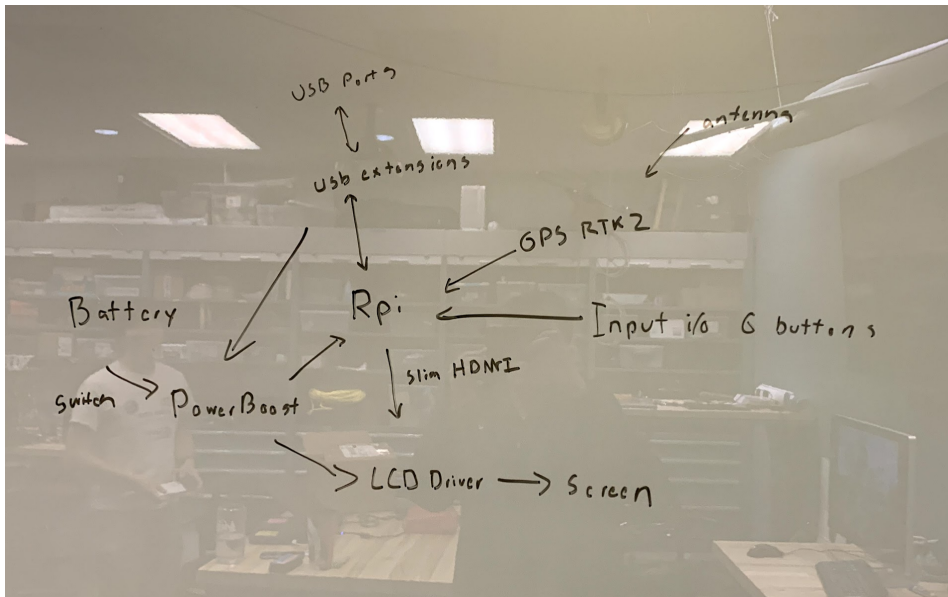 USB Ports
antenna
Usb extensions
GPS RTK2
Rpi
Battery
Input i/o 6 buttons
Slim HDMI
Switch
PowerBoost
LCD Driver
Screen